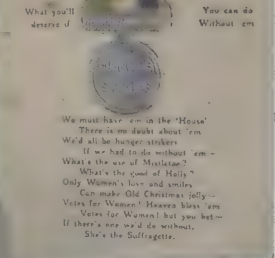 What you'll
deserve d
You can do
Without 'em
We must have 'em in the 'House'
There is no doubt about 'em
We'd all be hunger strikers
If we had to do without 'em —
What's the use of Mistletoe?
What's the good of Holly?
Only Women's love and smiles
Can make Old Christmas jolly —
Votes for Women! Heaven bless 'em
Votes for Women! but you bet —
If there's one we'd do without,
She's the Suffragette.